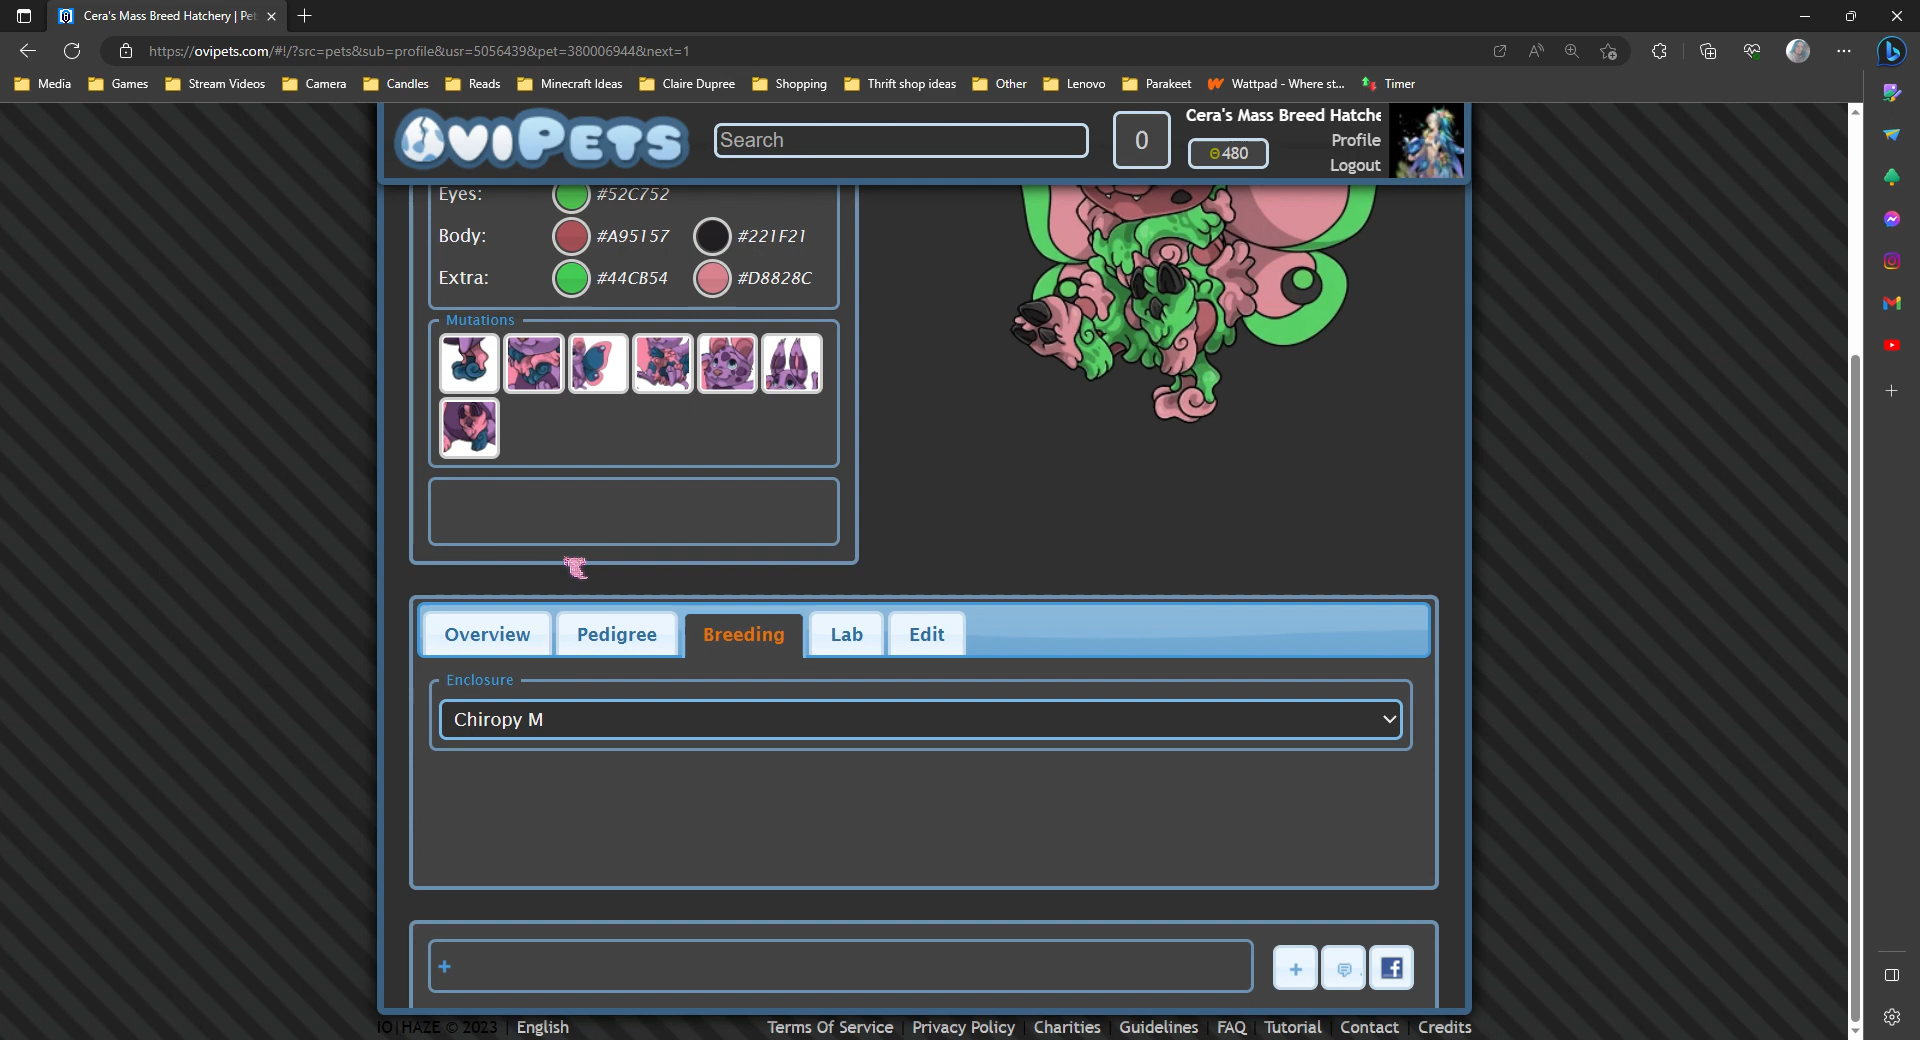 Cera's Mass Breed Hatchery | Pet
https://ovipets.com/#!/?src=pets&sub=profile&usr=5056439&pet=380006944&next=1
Media Games Stream Videos Camera Candles Reads Minecraft Ideas Claire Dupree Shopping Thrift shop ideas Other Lenovo Parakeet Wattpad - Where st... Timer
OviPets
Search
0
Cera's Mass Breed Hatche
480
Profile
Logout
Eyes: #52C752
Body: #A95157 #221F21
Extra: #44CB54 #D8828C
Mutations
Overview Pedigree Breeding Lab Edit
Enclosure
Chiropy M
+
+
IO|HAZE © 2023 English Terms Of Service Privacy Policy Charities Guidelines FAQ Tutorial Contact Credits